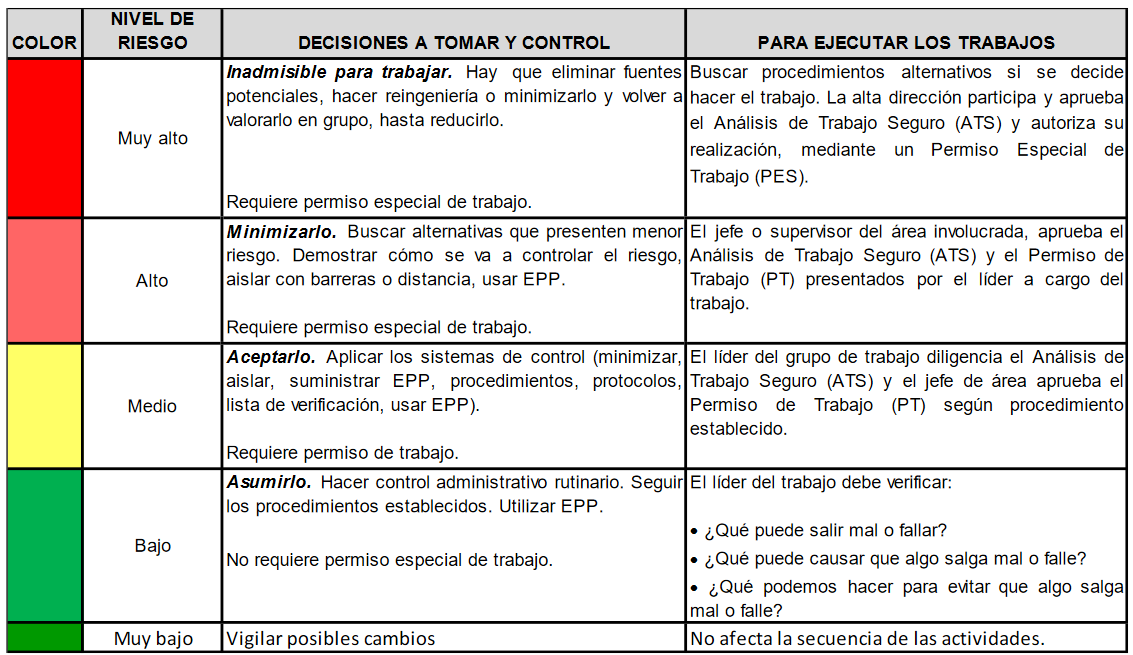 COLOR
NIVEL DE
RIESGO
DECISIONES A TOMAR Y CONTROL
PARA EJECUTAR LOS TRABAJOS
Muy alto
Inadmisible para trabajar. Hay que eliminar fuentes
potenciales, hacer reingeniería o minimizarlo y volver a
valorarlo en grupo, hasta reducirlo.
Requiere permiso especial de trabajo.
Buscar procedimientos alternativos si se decide
hacer el trabajo. La alta dirección participa y aprueba
el Análisis de Trabajo Seguro (ATS) y autoriza su
realización, mediante un Permiso Especial de
Trabajo (PES).
Alto
Minimizarlo. Buscar alternativas que presenten menor
riesgo. Demostrar cómo se va a controlar el riesgo,
aislar con barreras o distancia, usar EPP.
Requiere permiso especial de trabajo.
El jefe o supervisor del área involucrada, aprueba el
Análisis de Trabajo Seguro (ATS) y el Permiso de
Trabajo (PT) presentados por el líder a cargo del
trabajo.
Medio
Aceptarlo. Aplicar los sistemas de control (minimizar,
aislar, suministrar EPP, procedimientos, protocolos,
lista de verificación, usar EPP).
Requiere permiso de trabajo.
El líder del grupo de trabajo diligencia el Análisis de
Trabajo Seguro (ATS) y el jefe de área aprueba el
Permiso de Trabajo (PT) según procedimiento
establecido.
Bajo
Asumirlo. Hacer control administrativo rutinario. Seguir
los procedimientos establecidos. Utilizar EPP.
No requiere permiso especial de trabajo.
El líder del trabajo debe verificar:
• ¿Qué puede salir mal o fallar?
• ¿Qué puede causar que algo salga mal o falle?
• ¿Qué podemos hacer para evitar que algo salga
mal o falle?
Muy bajo
Vigilar posibles cambios
No afecta la secuencia de las actividades.